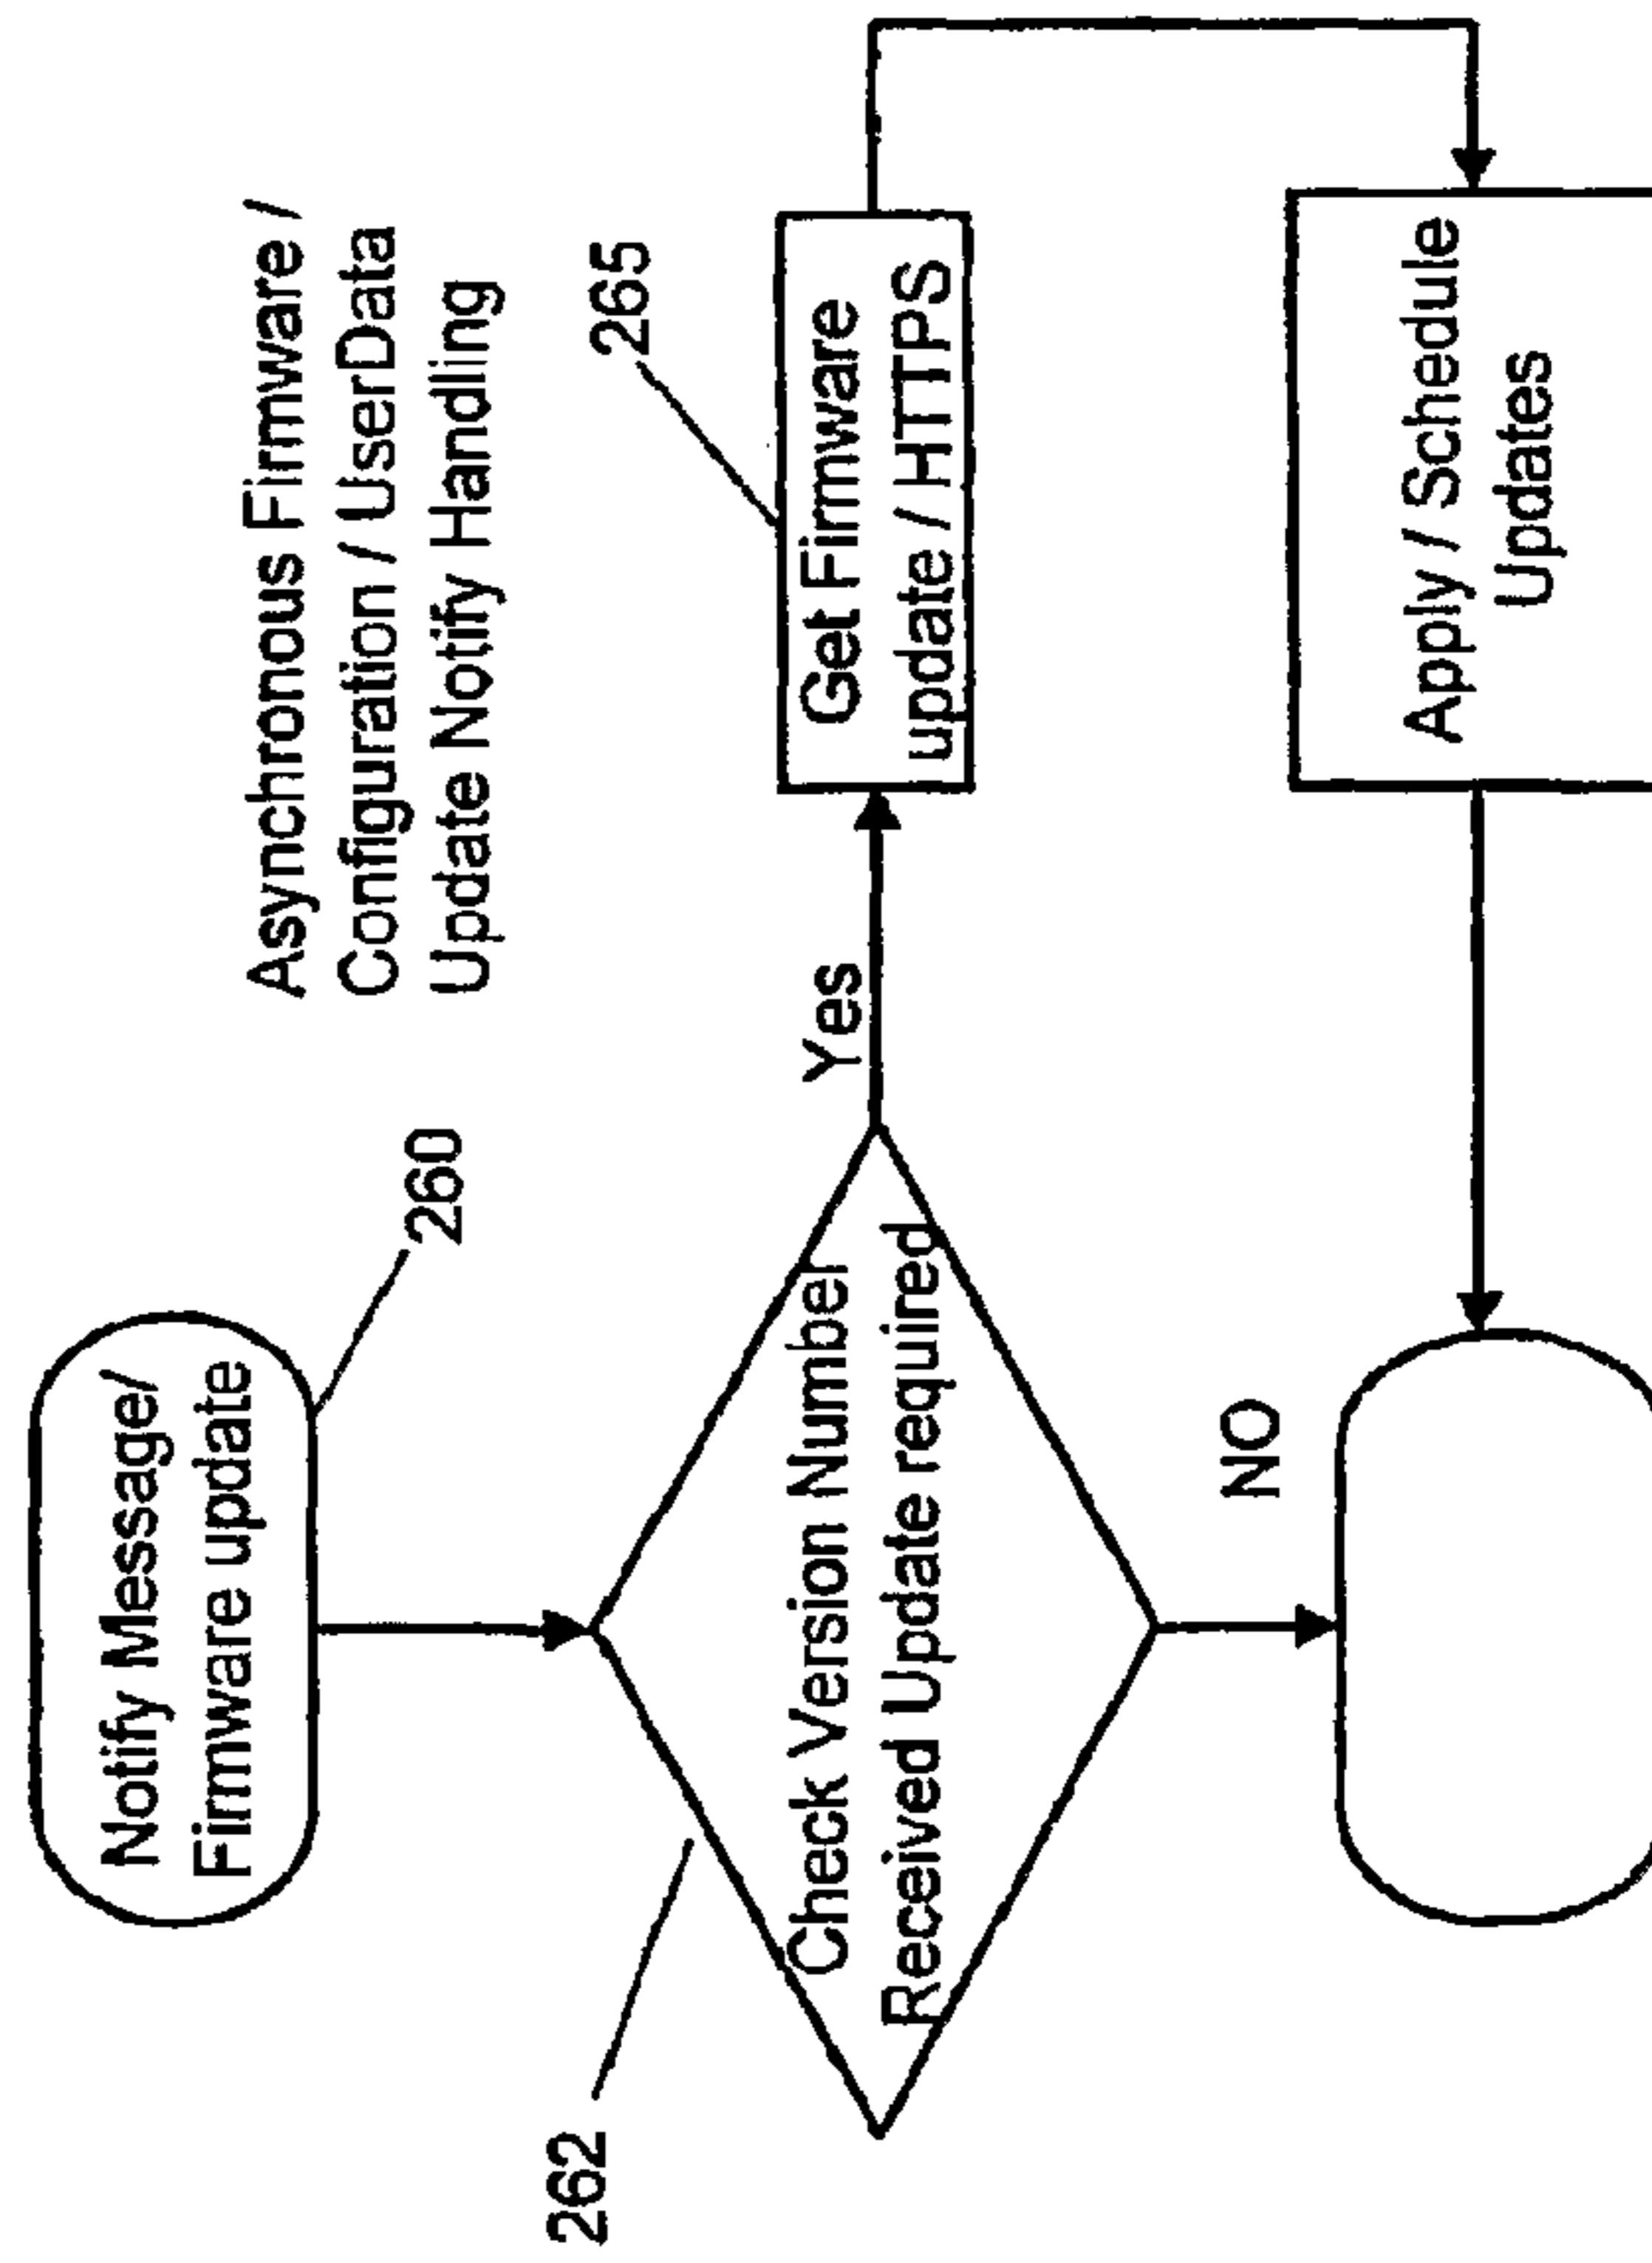 Notify Message/
Firmware update
260
Asynchronous Firmware /
Configuration / UserData
Update Notify Handling
262
Check Version Number
Received Update required
Yes
265
Get Firmware
update / HTTPS
NO
Apply / Schedule
Updates